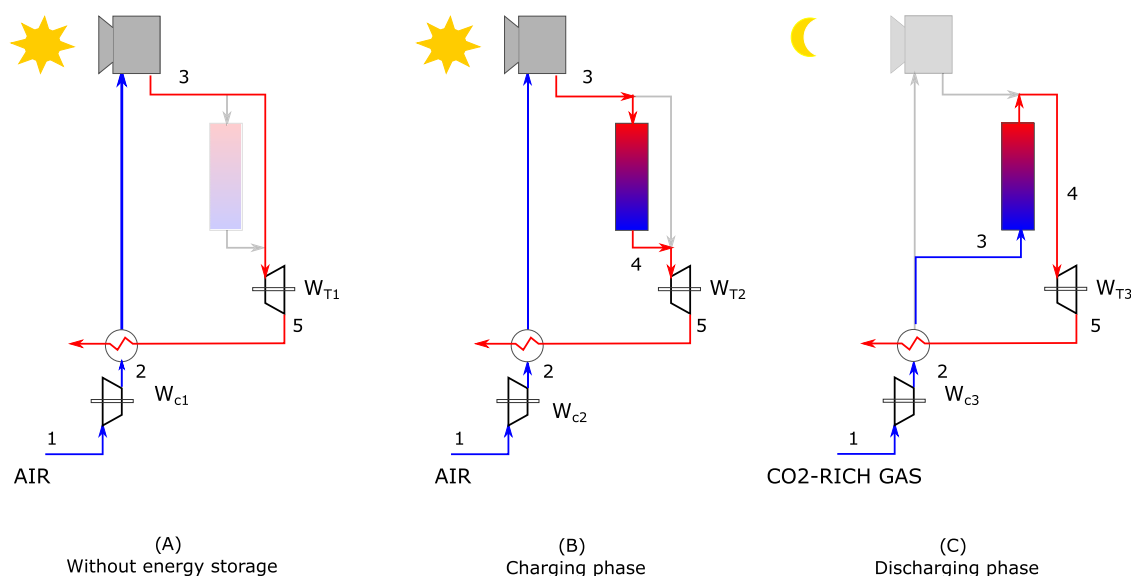 3
W_T1
5
2
W_c1
1
AIR
(A)
Without energy storage
3
4
W_T2
5
2
W_c2
1
AIR
(B)
Charging phase
4
3
W_T3
5
2
W_c3
1
CO2-RICH GAS
(C)
Discharging phase